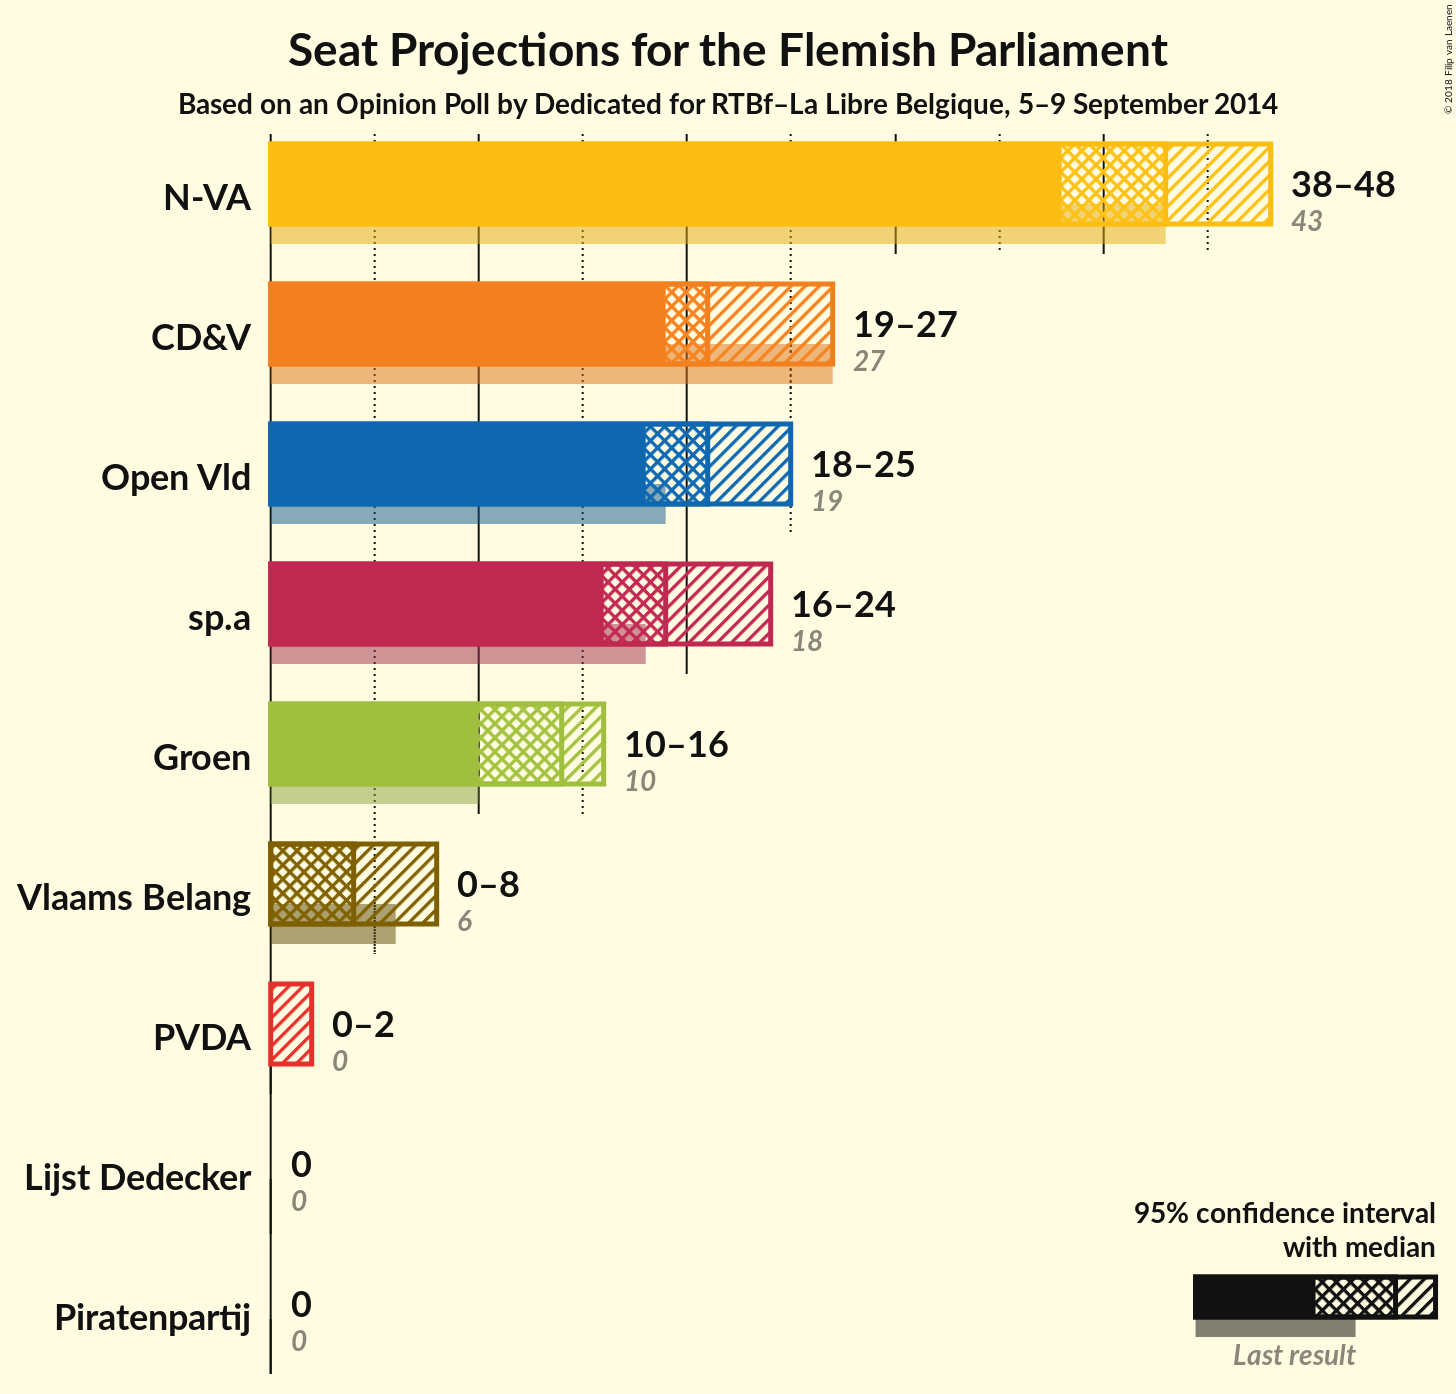 Seat Projections for the Flemish Parliament
Based on an Opinion Poll by Dedicated for RTBf–La Libre Belgique, 5–9 September 2014
© 2018 Filip van Laenen
N-VA
38–48
43
CD&V
19–27
27
Open Vld
18–25
19
sp.a
16–24
18
Groen
10–16
10
Vlaams Belang
0–8
6
PVDA
0–2
0
Lijst Dedecker
0
0
Piratenpartij
0
0
95% confidence interval
with median
Last result